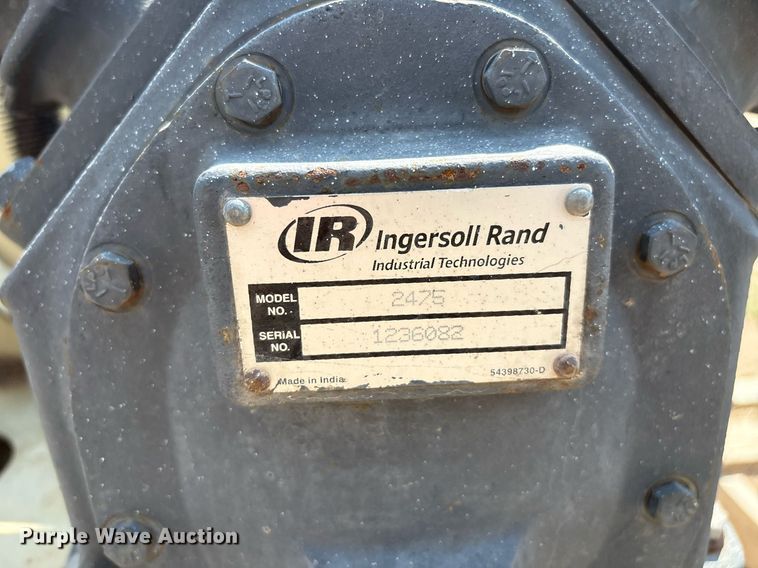 IR Ingersoll Rand
Industrial Technologies
MODEL NO. 2475
SERIAL NO. 1236082
Made in India
54398730-D
Purple Wave Auction